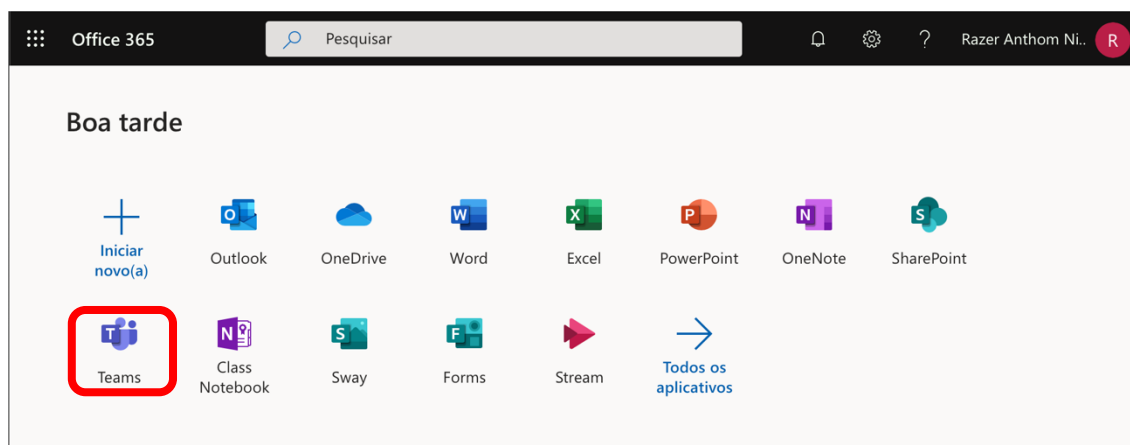 Office 365
Pesquisar
?
Razer Anthom Ni..
R
Boa tarde
Iniciar
novo(a)
Outlook
OneDrive
Word
Excel
PowerPoint
OneNote
SharePoint
Teams
Class
Notebook
Sway
Forms
Stream
Todos os
aplicativos